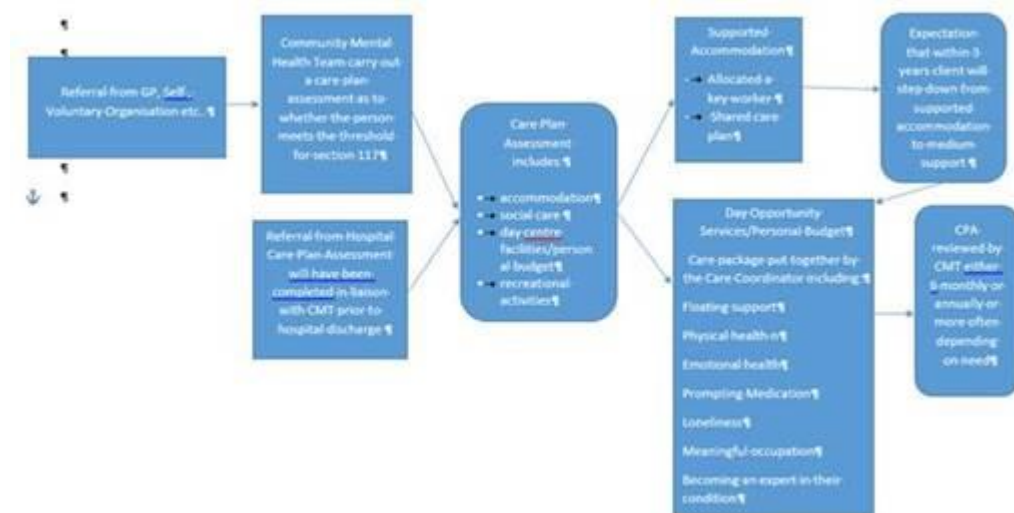 Referral from GP, Self,
Voluntary Organisation etc.
Community Mental
Health Team carry out
a care plan
assessment as to
whether the person
meets the threshold
for section 117
Referral from Hospital
Care Plan Assessment
will have been
completed in liaison
with CMT prior to
hospital discharge
Care Plan
Assessment
includes
accommodation
social care
day centre
facilities/person
al budget
recreational
activities
Supported
Accommodation
Allocated a
key worker
Shared care
plan
Expectation
that within 3
years client will
step down from
supported
accommodation
to medium
support
Day Opportunity
Services/Personal Budget
Care package put together by
the Care Coordinator including
Floating support
Physical health n
Emotional health
Prompting Medication
Loneliness
Meaningful occupation
Becoming an expert in their
condition
CPA
reviewed by
CMT either
6 monthly or
annually or
more often
depending
on need